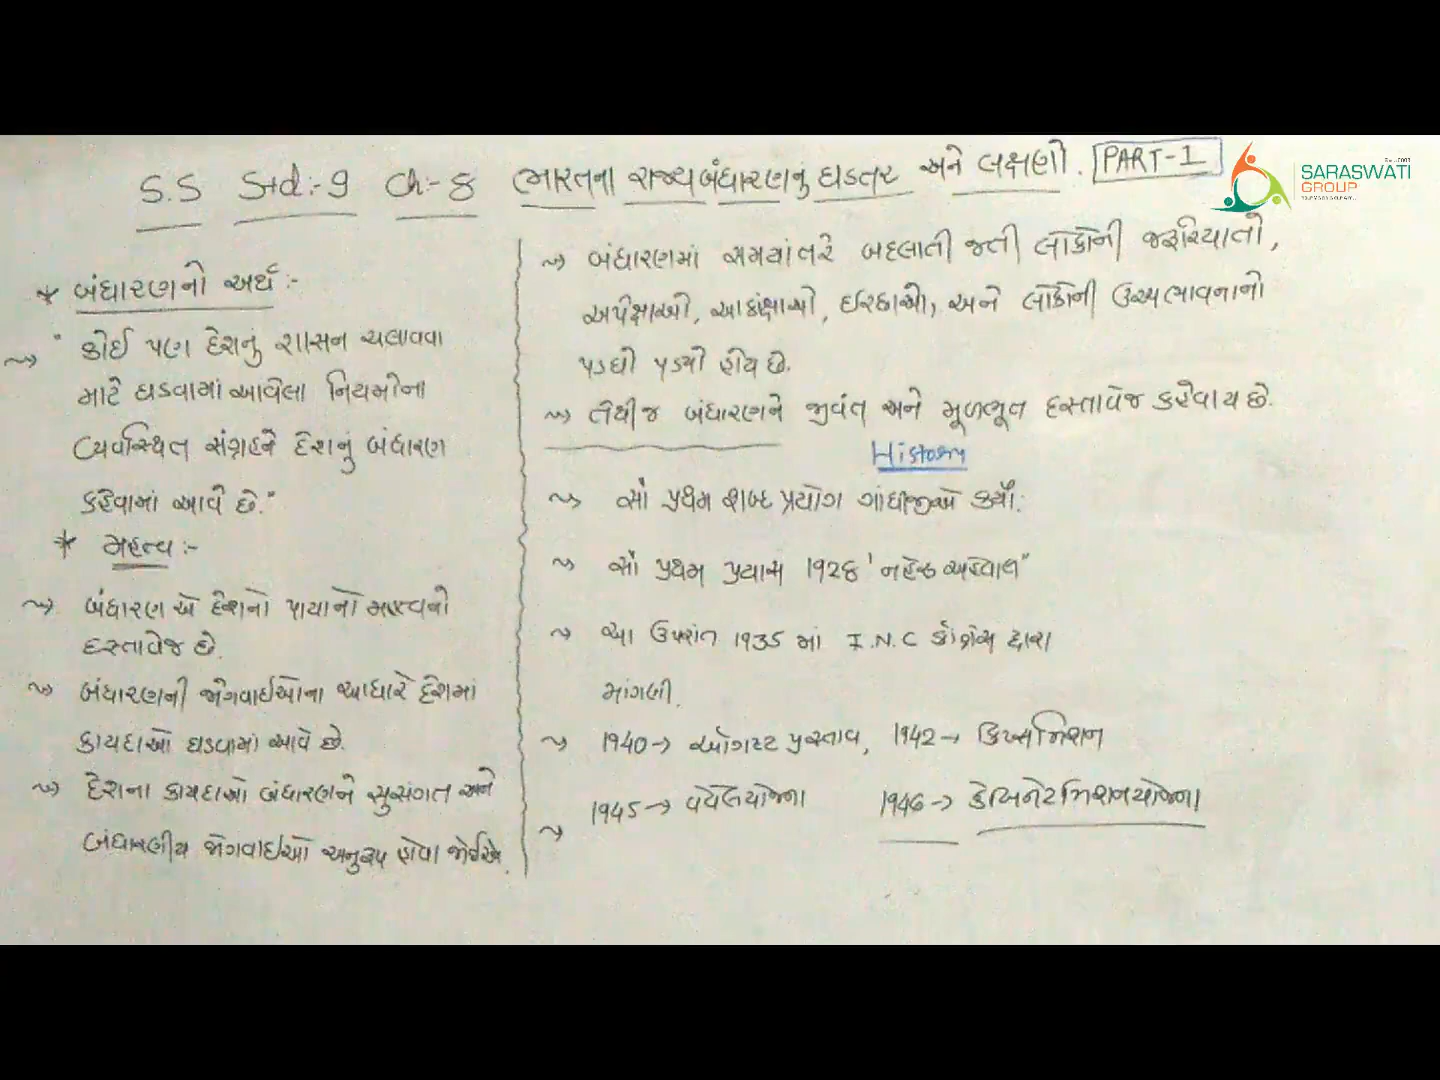 S.S Std:-9 Ch:-8 ભારતના રાજ્યબંધારણનું ઘડતર અને લક્ષણો. PART-1
SARASWATI
GROUP
* બંધારણનો અર્થ :-
"કોઈ પણ દેશનું શાસન ચલાવવા
માટે ઘડવામાં આવેલા નિયમોના
વ્યવસ્થિત સંગ્રહને દેશનું બંધારણ
કહેવામાં આવે છે."
* મહત્વ :-
બંધારણ એ દેશનો પાયાનો મહત્વનો
દસ્તાવેજ છે.
બંધારણની જોગવાઈઓના આધારે દેશમાં
કાયદાઓ ઘડવામાં આવે છે.
દેશના કાયદાઓ બંધારણને સુસંગત અને
બંધારણીય જોગવાઈઓ અનુરૂપ હોવા જોઈએ.
બંધારણમાં સમયાંતરે બદલાતી જતી લોકોની જરૂરિયાતો,
અપેક્ષાઓ, આકાંક્ષાઓ, ઈચ્છાઓ, અને લોકોની ઉચ્ચભાવનાનો
પડઘો પડ્યો હોય છે.
તેથી જ બંધારણને જીવંત અને મૂળભૂત દસ્તાવેજ કહેવાય છે.
History
સૌ પ્રથમ શબ્દ પ્રયોગ ગાંધીજીએ કર્યો.
સૌ પ્રથમ પ્રયાસ ૧૯૨૮ 'નહેરુ અહેવાલ"
આ ઉપરાંત ૧૯૩૫ માં I.N.C કોંગ્રેસ દ્વારા
માંગણી.
1940→ ઓગષ્ટ પ્રસ્તાવ, 1942→ ક્રિપ્સમિશન
1945→ વેવેલયોજના 1946→ કેબિનેટમિશનયોજના